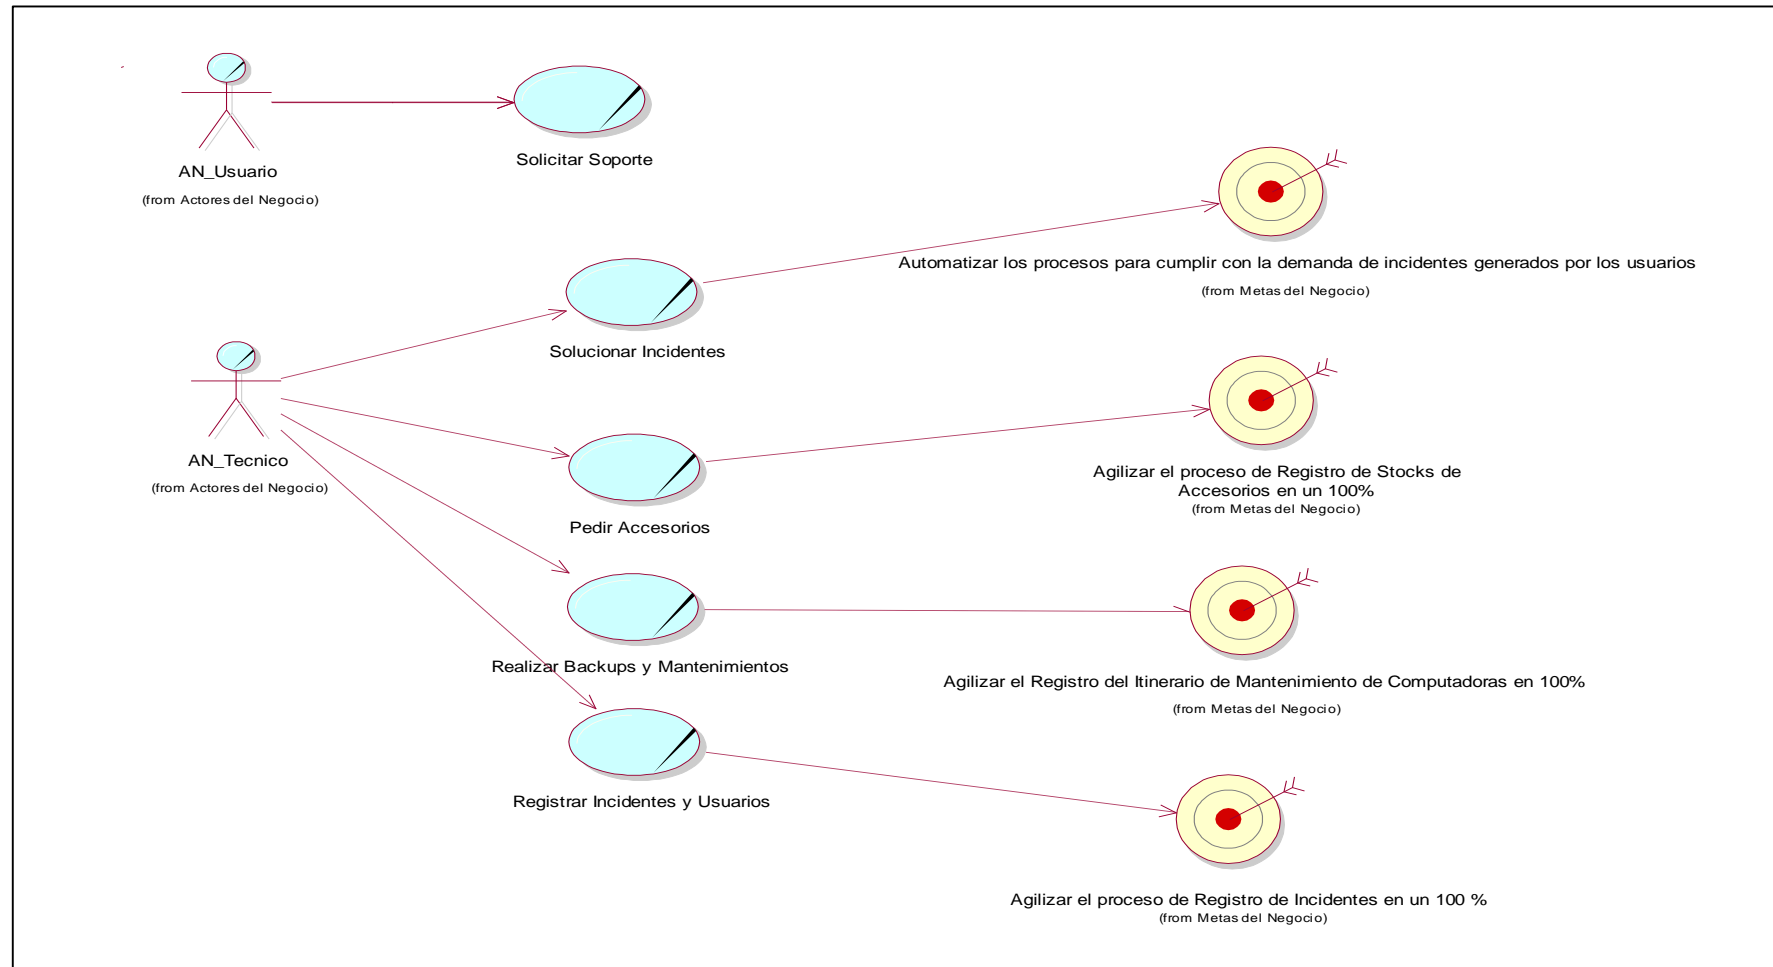 AN_Usuario
(from Actores del Negocio)
Solicitar Soporte
Automatizar los procesos para cumplir con la demanda de incidentes generados por los usuarios
(from Metas del Negocio)
Solucionar Incidentes
AN_Tecnico
(from Actores del Negocio)
Agilizar el proceso de Registro de Stocks de
Accesorios en un 100%
(from Metas del Negocio)
Pedir Accesorios
Realizar Backups y Mantenimientos
Agilizar el Registro del Itinerario de Mantenimiento de Computadoras en 100%
(from Metas del Negocio)
Registrar Incidentes y Usuarios
Agilizar el proceso de Registro de Incidentes en un 100 %
(from Metas del Negocio)